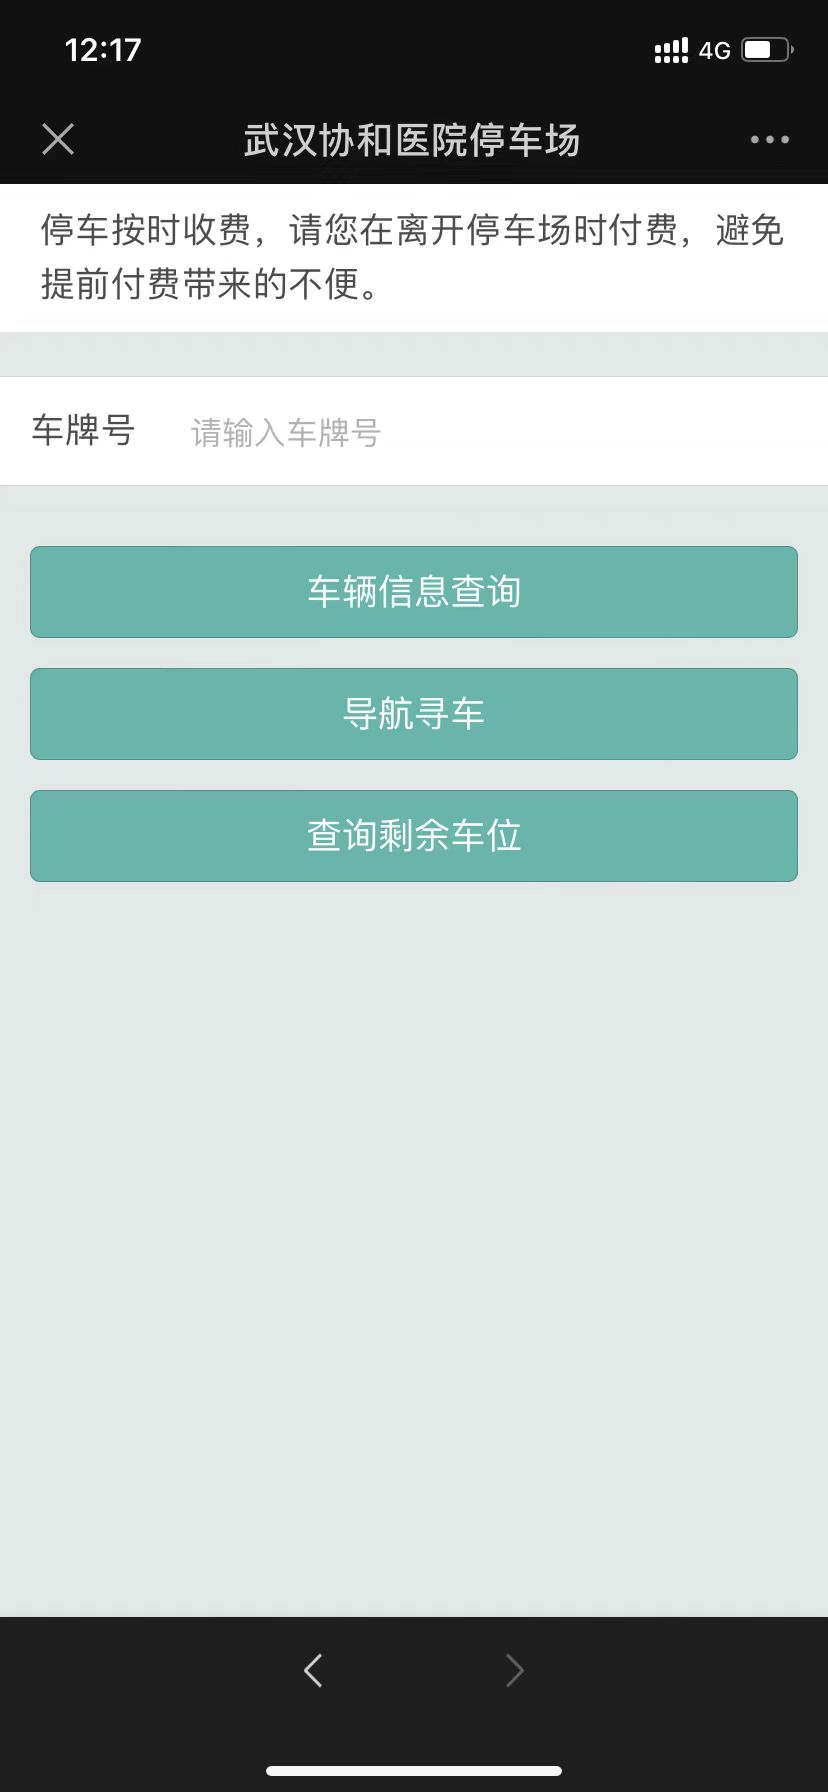 12:17
4G
武汉协和医院停车场
停车按时收费，请您在离开停车场时付费，避免
提前付费带来的不便。
车牌号 请输入车牌号
车辆信息查询
导航寻车
查询剩余车位